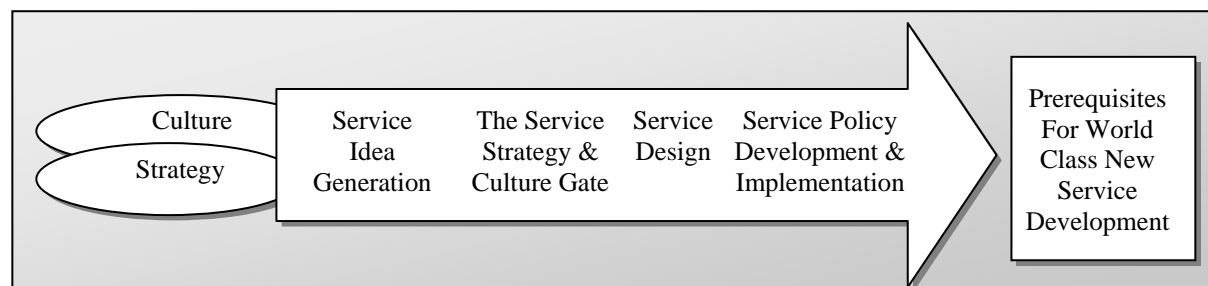 Culture
Strategy
Service
Idea
Generation
The Service
Strategy &
Culture Gate
Service
Design
Service Policy
Development &
Implementation
Prerequisites
For World
Class New
Service
Development